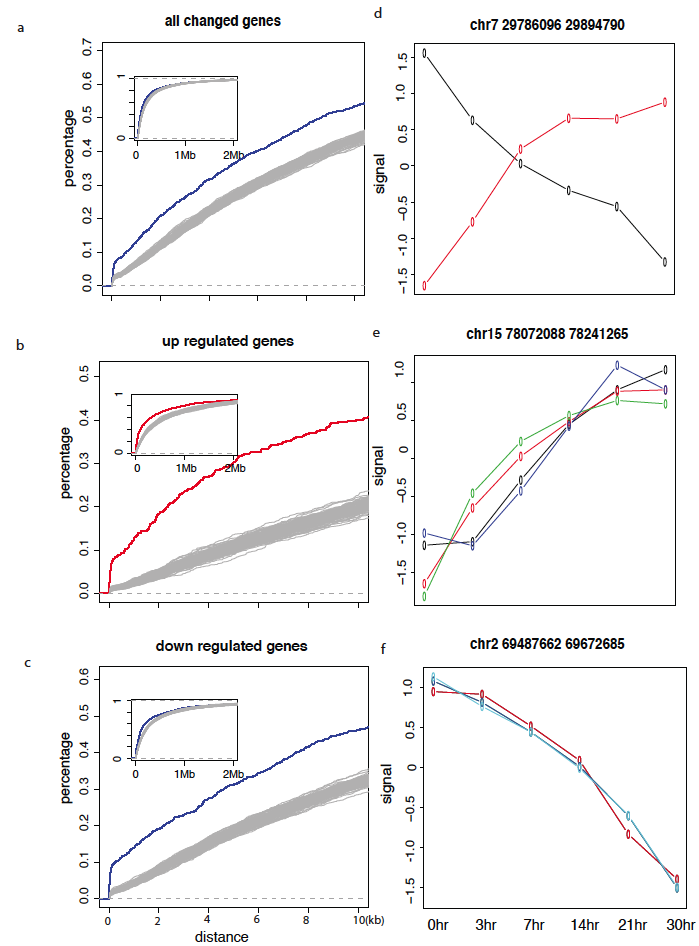 a
all changed genes
percentage
0.7
0.6
0.5
0.4
0.3
0.2
0.1
0.0
1
0
0
1Mb
2Mb
d
chr7 29786096 29894790
signal
1.5
1.0
0.5
0
−0.5
−1.0
−1.5
b
up regulated genes
percentage
0.5
0.4
0.3
0.2
0.1
0.0
1
0
0
1Mb
2Mb
e
chr15 78072088 78241265
signal
1.0
0.5
0
−0.5
−1.0
−1.5
c
down regulated genes
percentage
0.6
0.5
0.4
0.3
0.2
0.1
0.0
1
0
0
1Mb
2Mb
0 2 4 6 8 10(kb)
distance
f
chr2 69487662 69672685
signal
1.0
0.5
0
−0.5
−1.0
−1.5
0hr 3hr 7hr 14hr 21hr 30hr